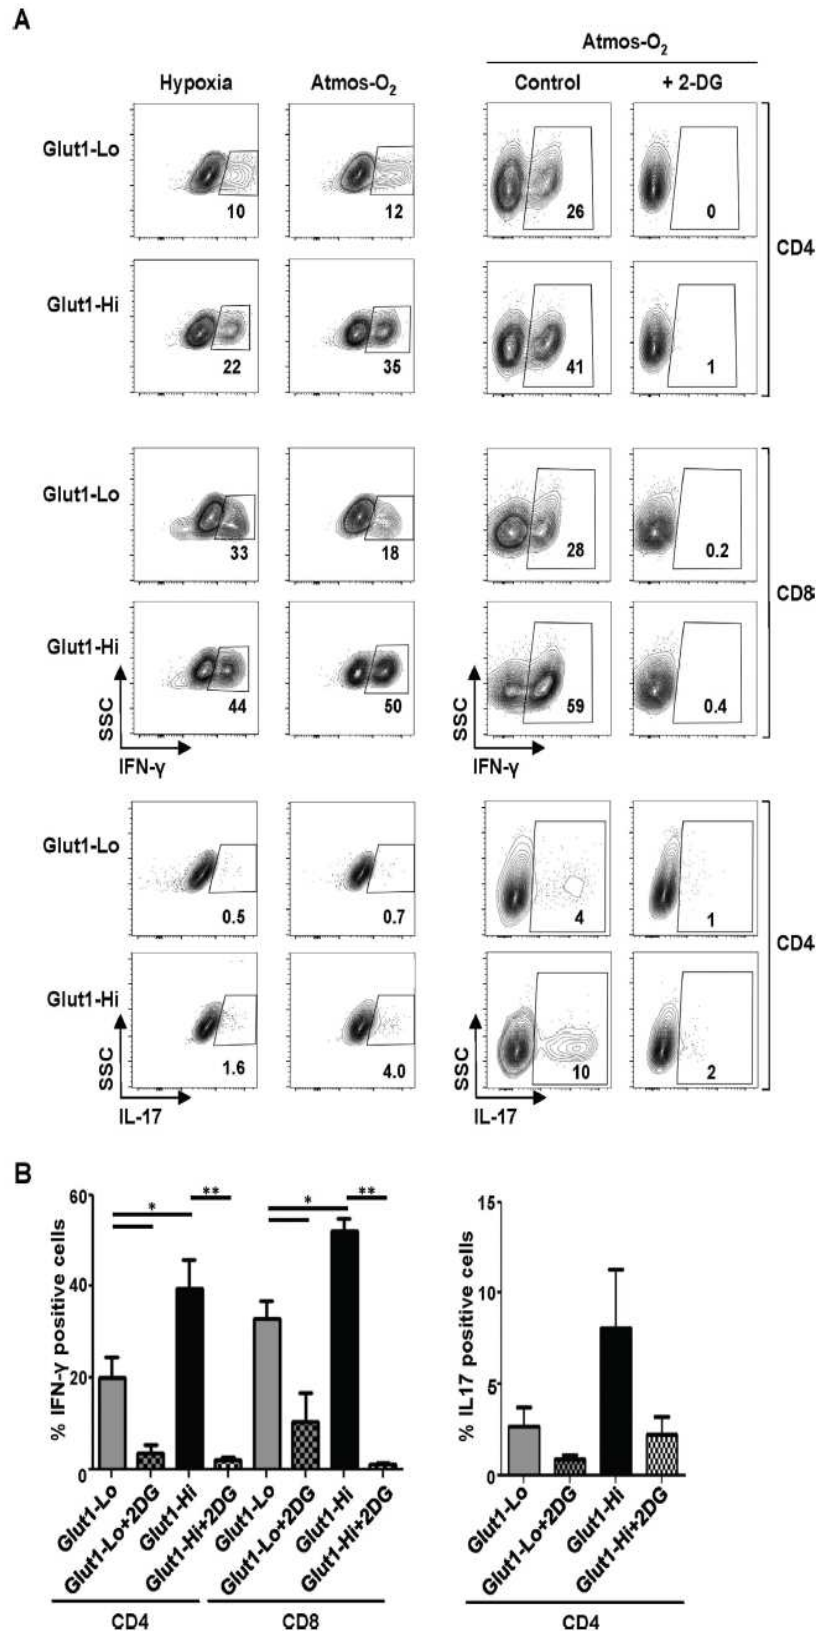 A
Atmos-O₂
Hypoxia Atmos-O₂ Control + 2-DG
Glut1-Lo
10 12 26 0
CD4
Glut1-Hi
22 35 41 1
Glut1-Lo
33 18 28 0.2
CD8
Glut1-Hi
44 50 59 0.4
SSC SSC
IFN-γ IFN-γ
Glut1-Lo
0.5 0.7 4 1
CD4
Glut1-Hi
1.6 4.0 10 2
SSC SSC
IL-17 IL-17
B
% IFN-γ positive cells
60
40
20
0
* ** * **
Glut1-Lo
Glut1-Lo+2DG
Glut1-Hi
Glut1-Hi+2DG
Glut1-Lo
Glut1-Lo+2DG
Glut1-Hi
Glut1-Hi+2DG
CD4 CD8
% IL17 positive cells
15
10
5
0
Glut1-Lo
Glut1-Lo+2DG
Glut1-Hi
Glut1-Hi+2DG
CD4